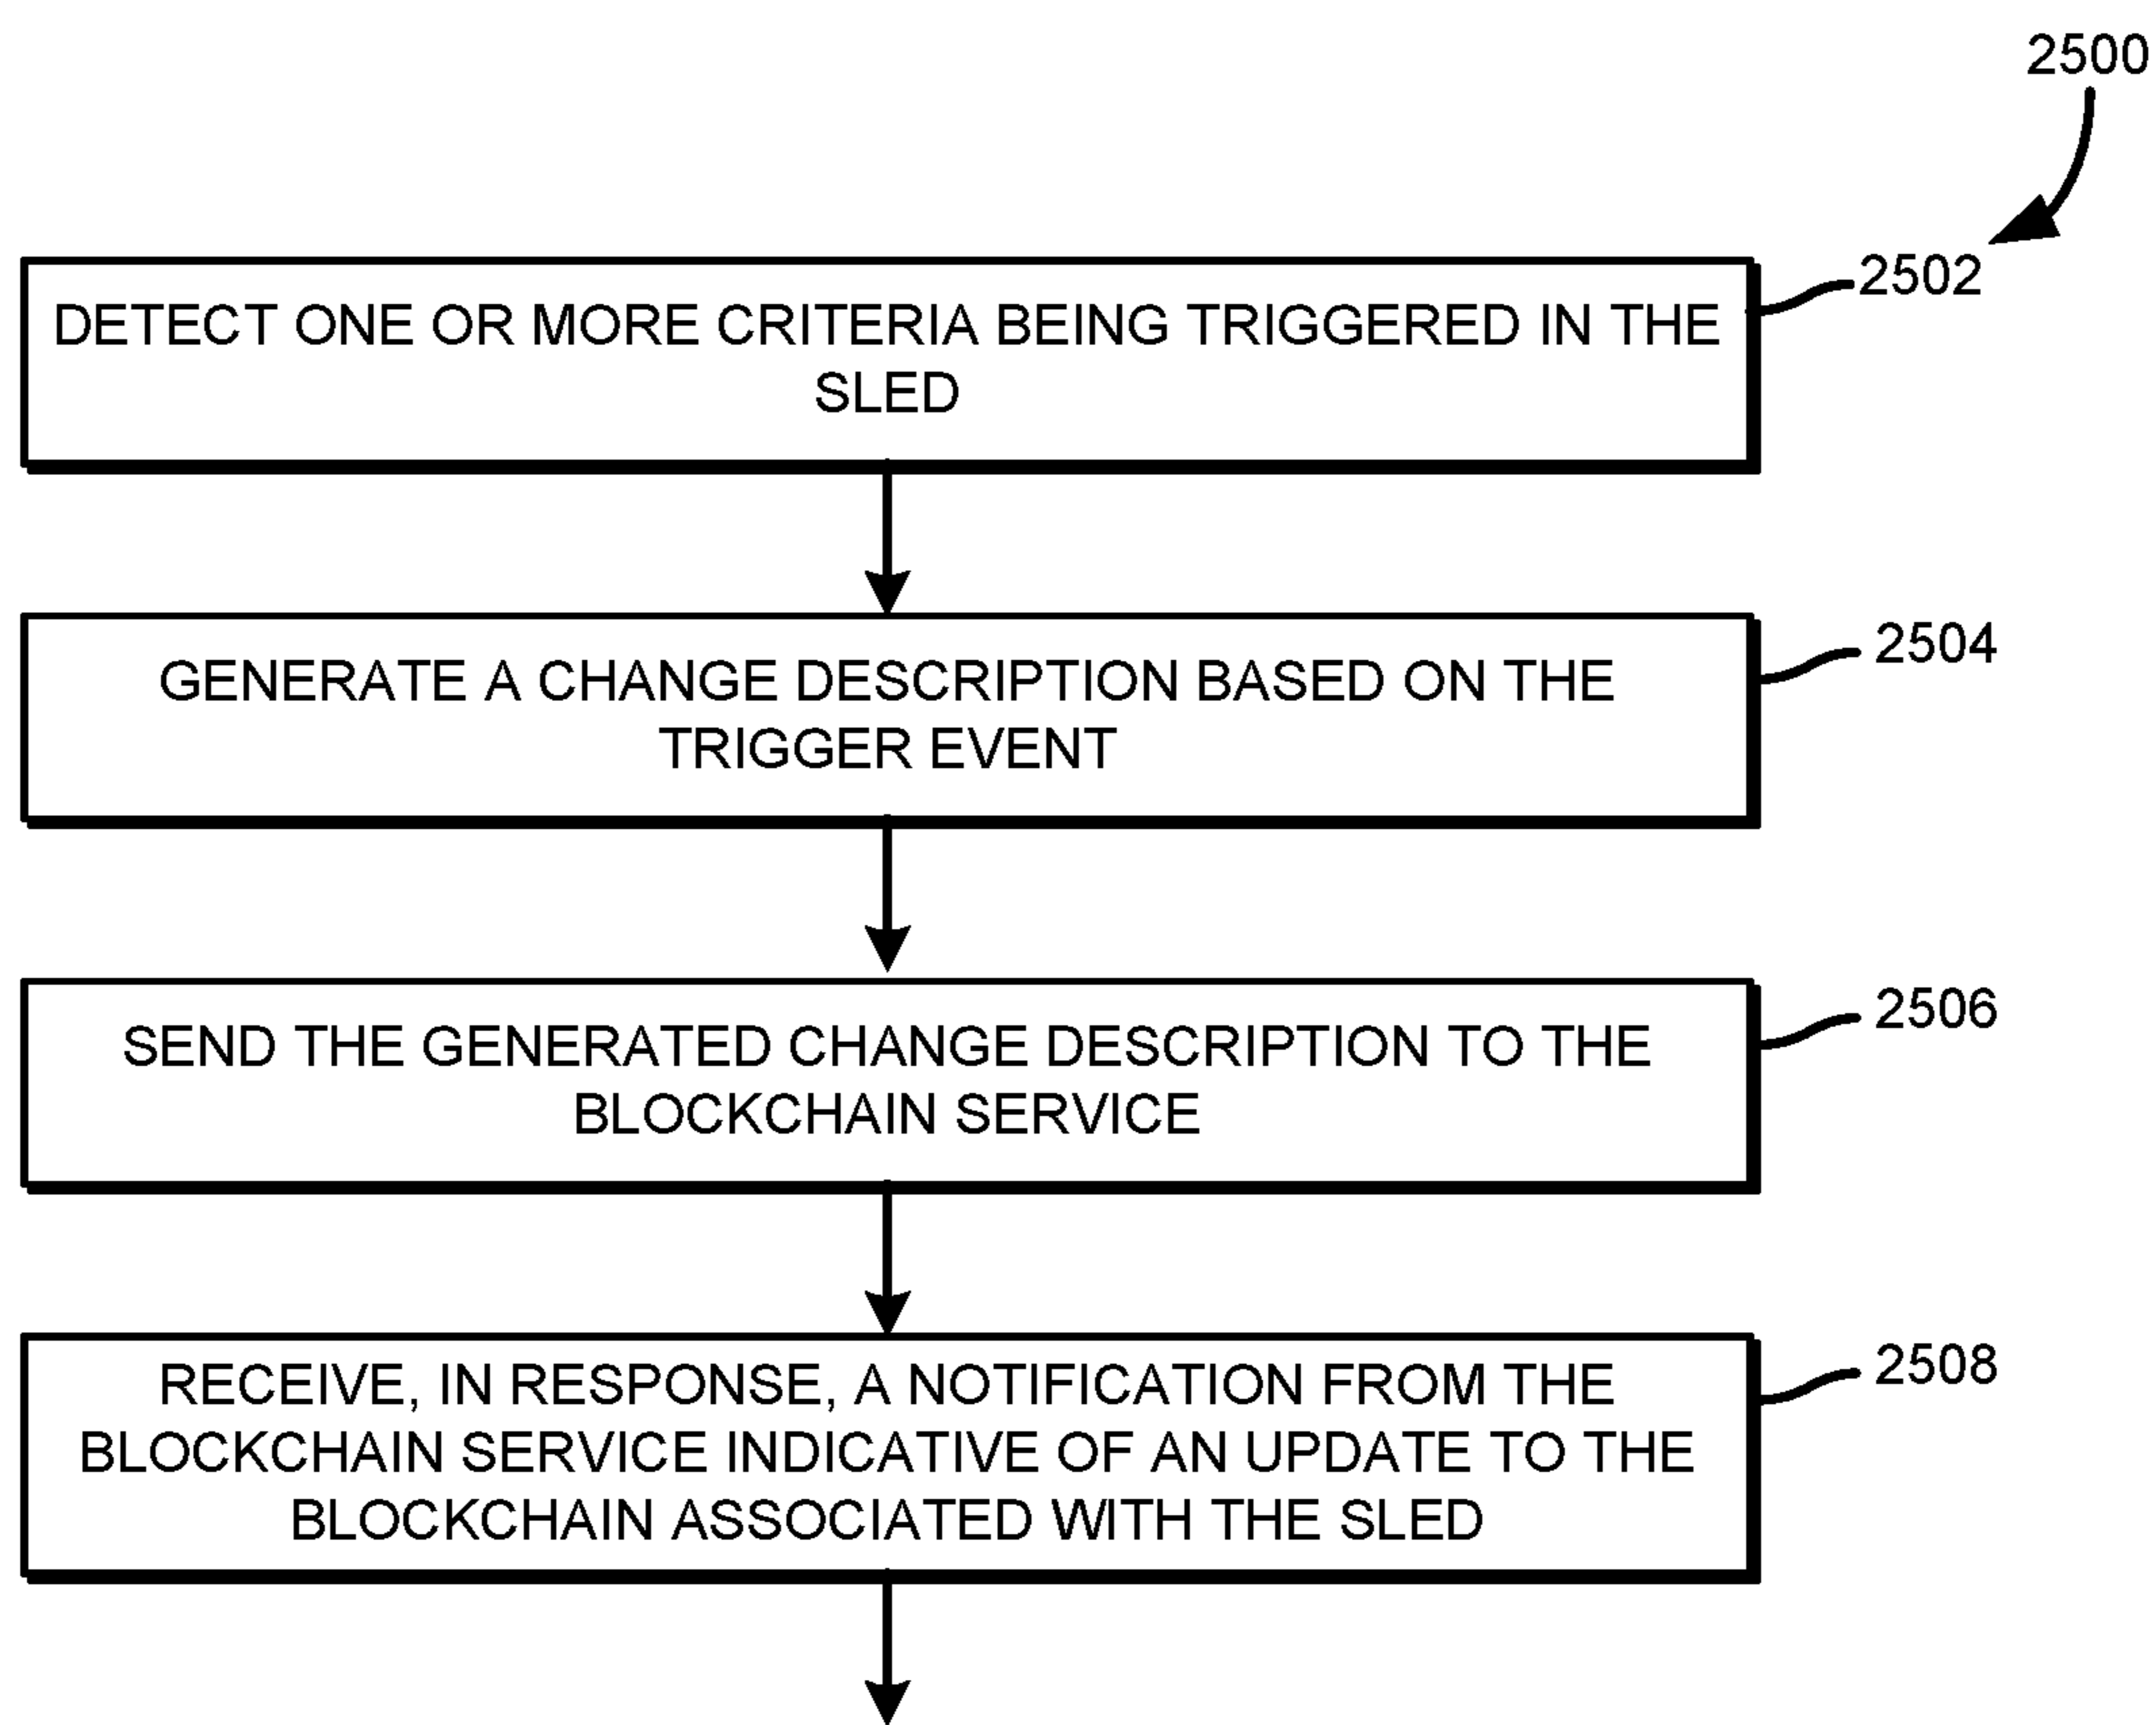 2500
2502
DETECT ONE OR MORE CRITERIA BEING TRIGGERED IN THE
SLED
2504
GENERATE A CHANGE DESCRIPTION BASED ON THE
TRIGGER EVENT
2506
SEND THE GENERATED CHANGE DESCRIPTION TO THE
BLOCKCHAIN SERVICE
2508
RECEIVE, IN RESPONSE, A NOTIFICATION FROM THE
BLOCKCHAIN SERVICE INDICATIVE OF AN UPDATE TO THE
BLOCKCHAIN ASSOCIATED WITH THE SLED